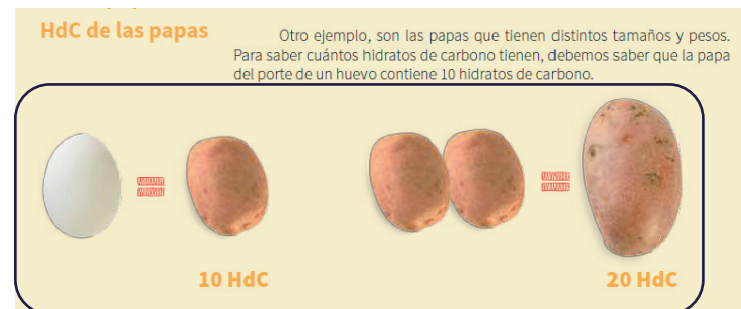 HdC de las papas
Otro ejemplo, son las papas que tienen distintos tamaños y pesos.
Para saber cuántos hidratos de carbono tienen, debemos saber que la papa
del porte de un huevo contiene 10 hidratos de carbono.
10 HdC
20 HdC